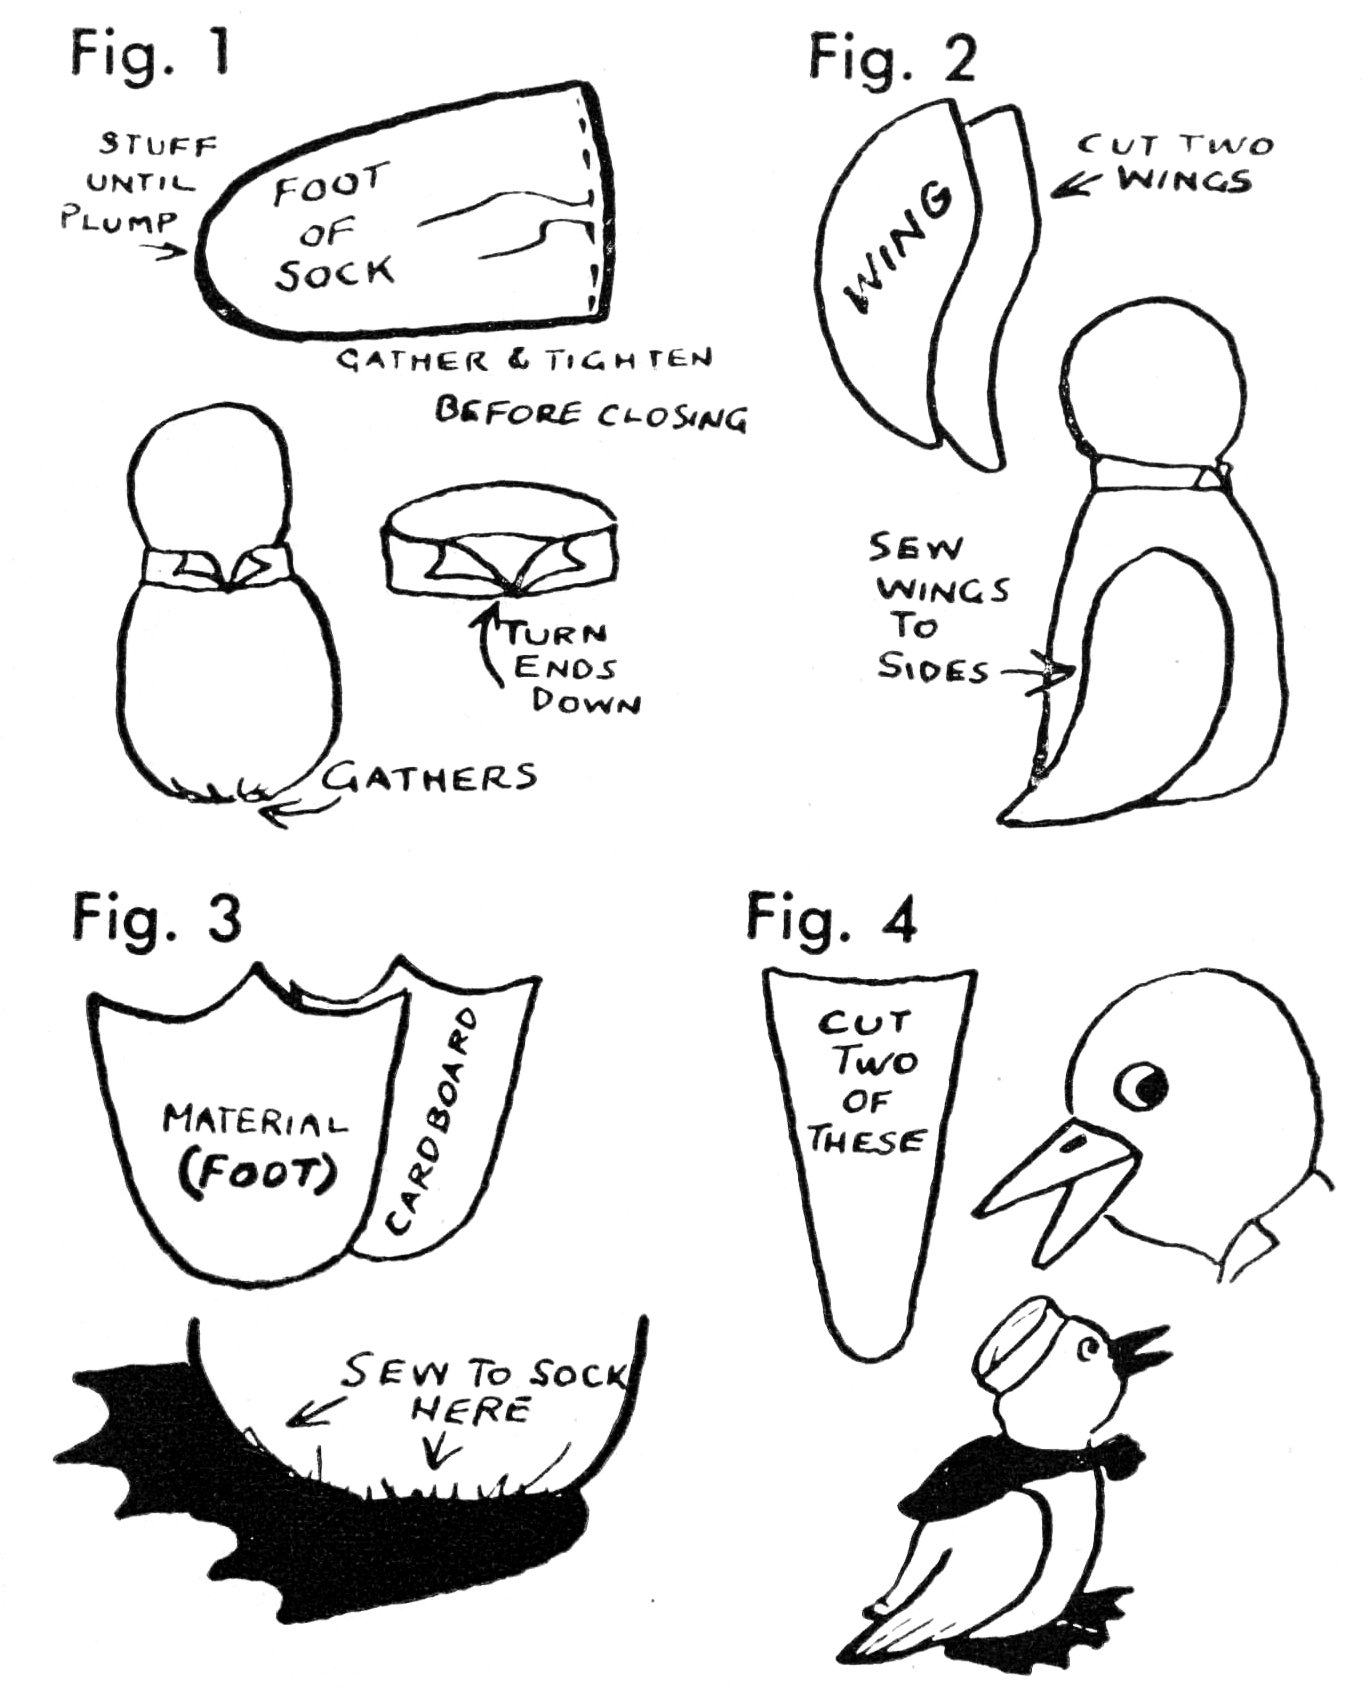 Fig. 1
STUFF
UNTIL
PLUMP
FOOT
OF
SOCK
GATHER & TIGHTEN
BEFORE CLOSING
TURN
ENDS
DOWN
GATHERS
Fig. 2
WING
CUT TWO
WINGS
SEW
WINGS
TO
SIDES
Fig. 3
MATERIAL
(FOOT)
CARDBOARD
SEW TO SOCK
HERE
Fig. 4
CUT
TWO
OF
THESE